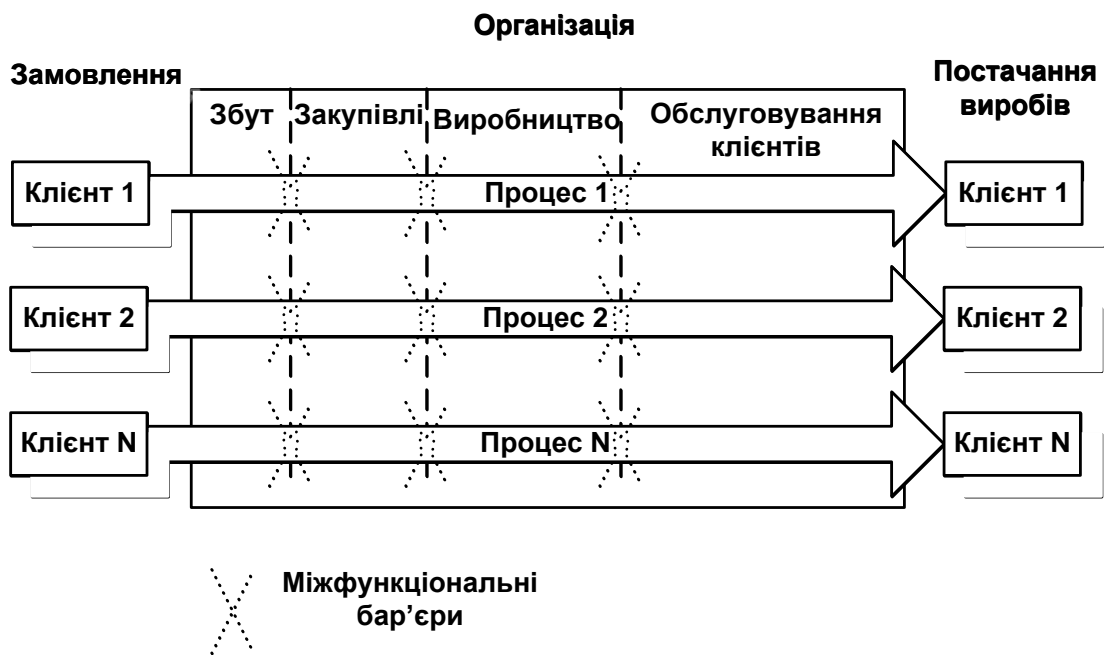 Організація
Замовлення
Постачання
виробів
Збут
Закупівлі
Виробництво
Обслуговування
клієнтів
Клієнт 1
Процес 1
Клієнт 1
Клієнт 2
Процес 2
Клієнт 2
Клієнт N
Процес N
Клієнт N
Міжфункціональні
бар’єри